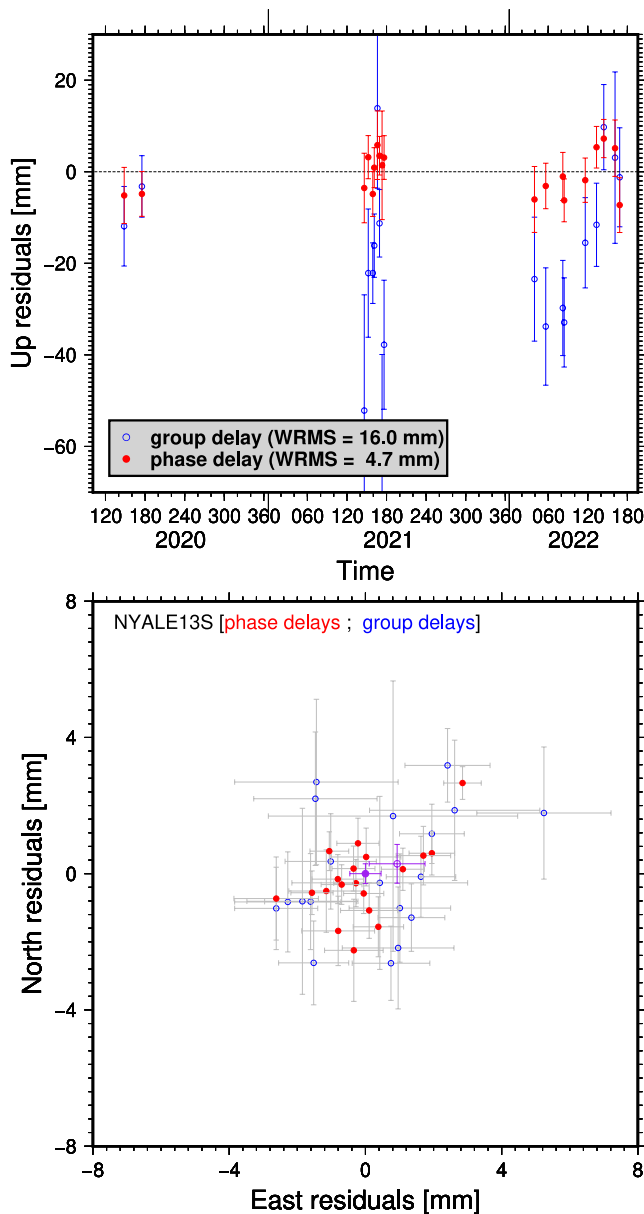 20
0
−20
−40
−60
Up residuals [mm]
group delay (WRMS = 16.0 mm)
phase delay (WRMS = 4.7 mm)
120 180 240 300 360 060 120 180 240 300 360 060 120 180
2020 2021 2022
Time
NYALE13S [phase delays ; group delays]
8
4
0
−4
−8
North residuals [mm]
−8 −4 0 4 8
East residuals [mm]